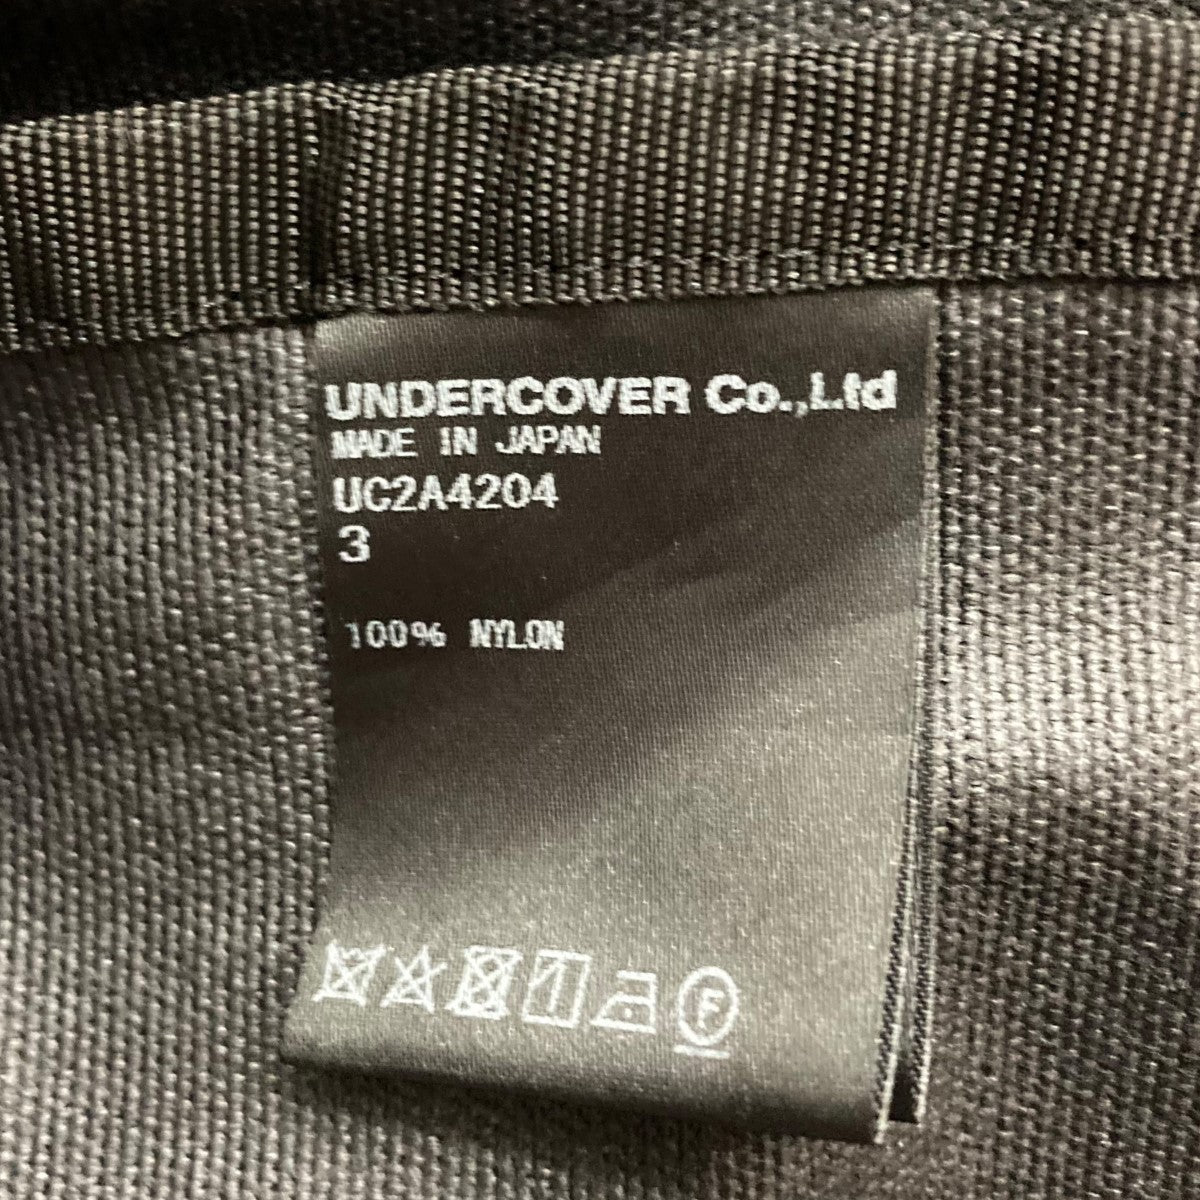 UNDERCOVER Co.,Ltd
MADE IN JAPAN
UC2A4204
3
100% NYLON
F